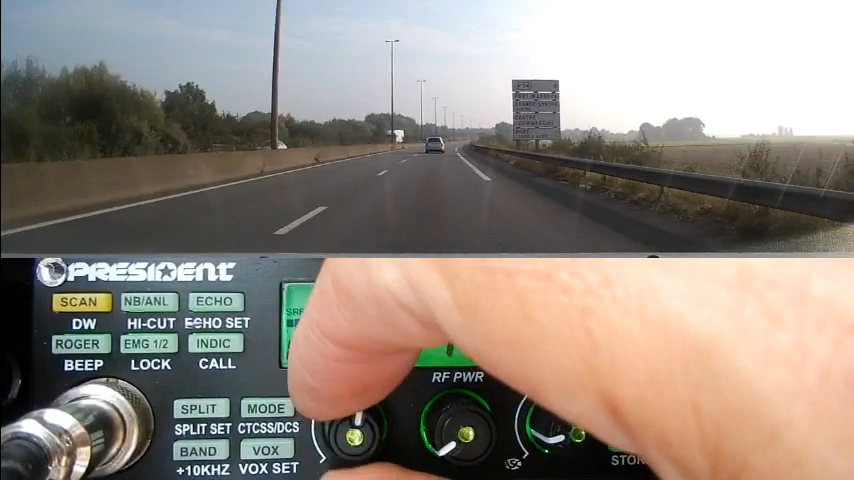 PRESIDENT
SCAN NB/ANL ECHO
DW HI-CUT ECHO SET
ROGER EMG 1/2 INDIC
BEEP LOCK CALL
RF PWR
SPLIT MODE
SPLIT SET CTCSS/DCS
BAND VOX
+10KHZ VOX SET